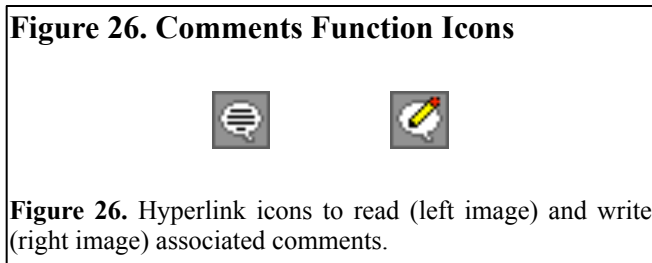 Figure 26. Comments Function Icons
Figure 26. Hyperlink icons to read (left image) and write
(right image) associated comments.